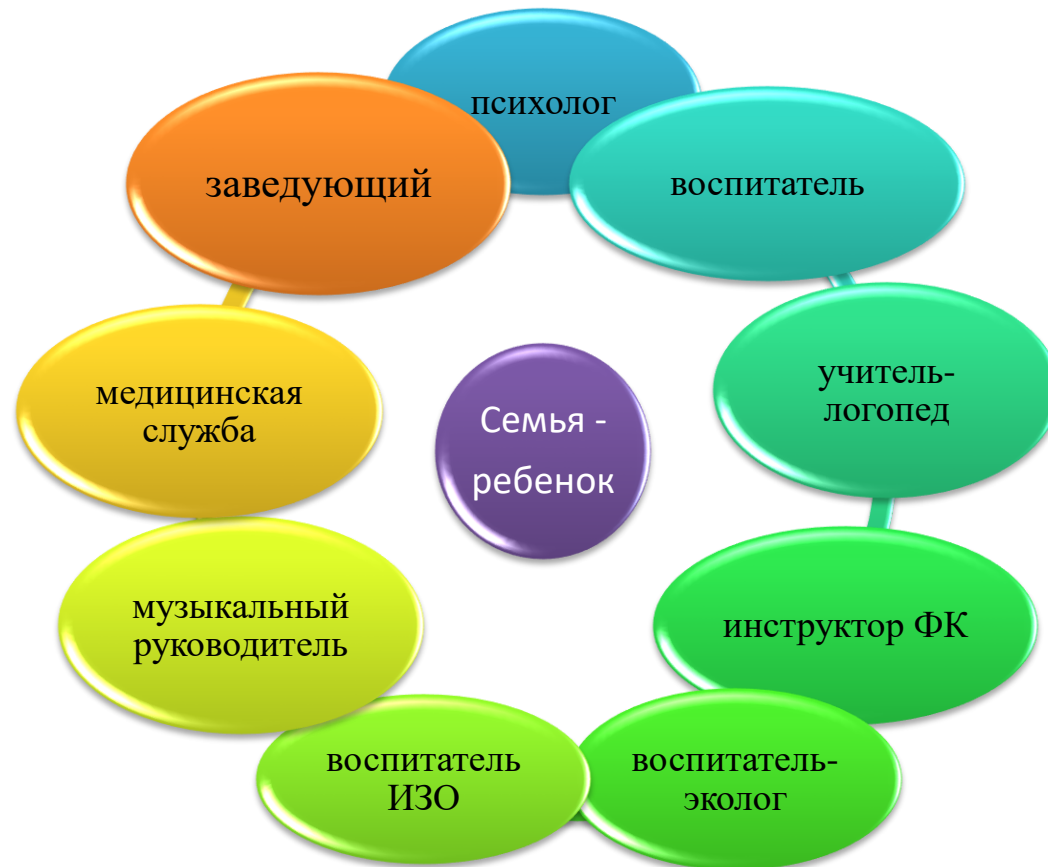 психолог
заведующий
воспитатель
медицинская
служба
учитель-
логопед
Семья -
ребенок
музыкальный
руководитель
инструктор ФК
воспитатель
ИЗО
воспитатель-
эколог